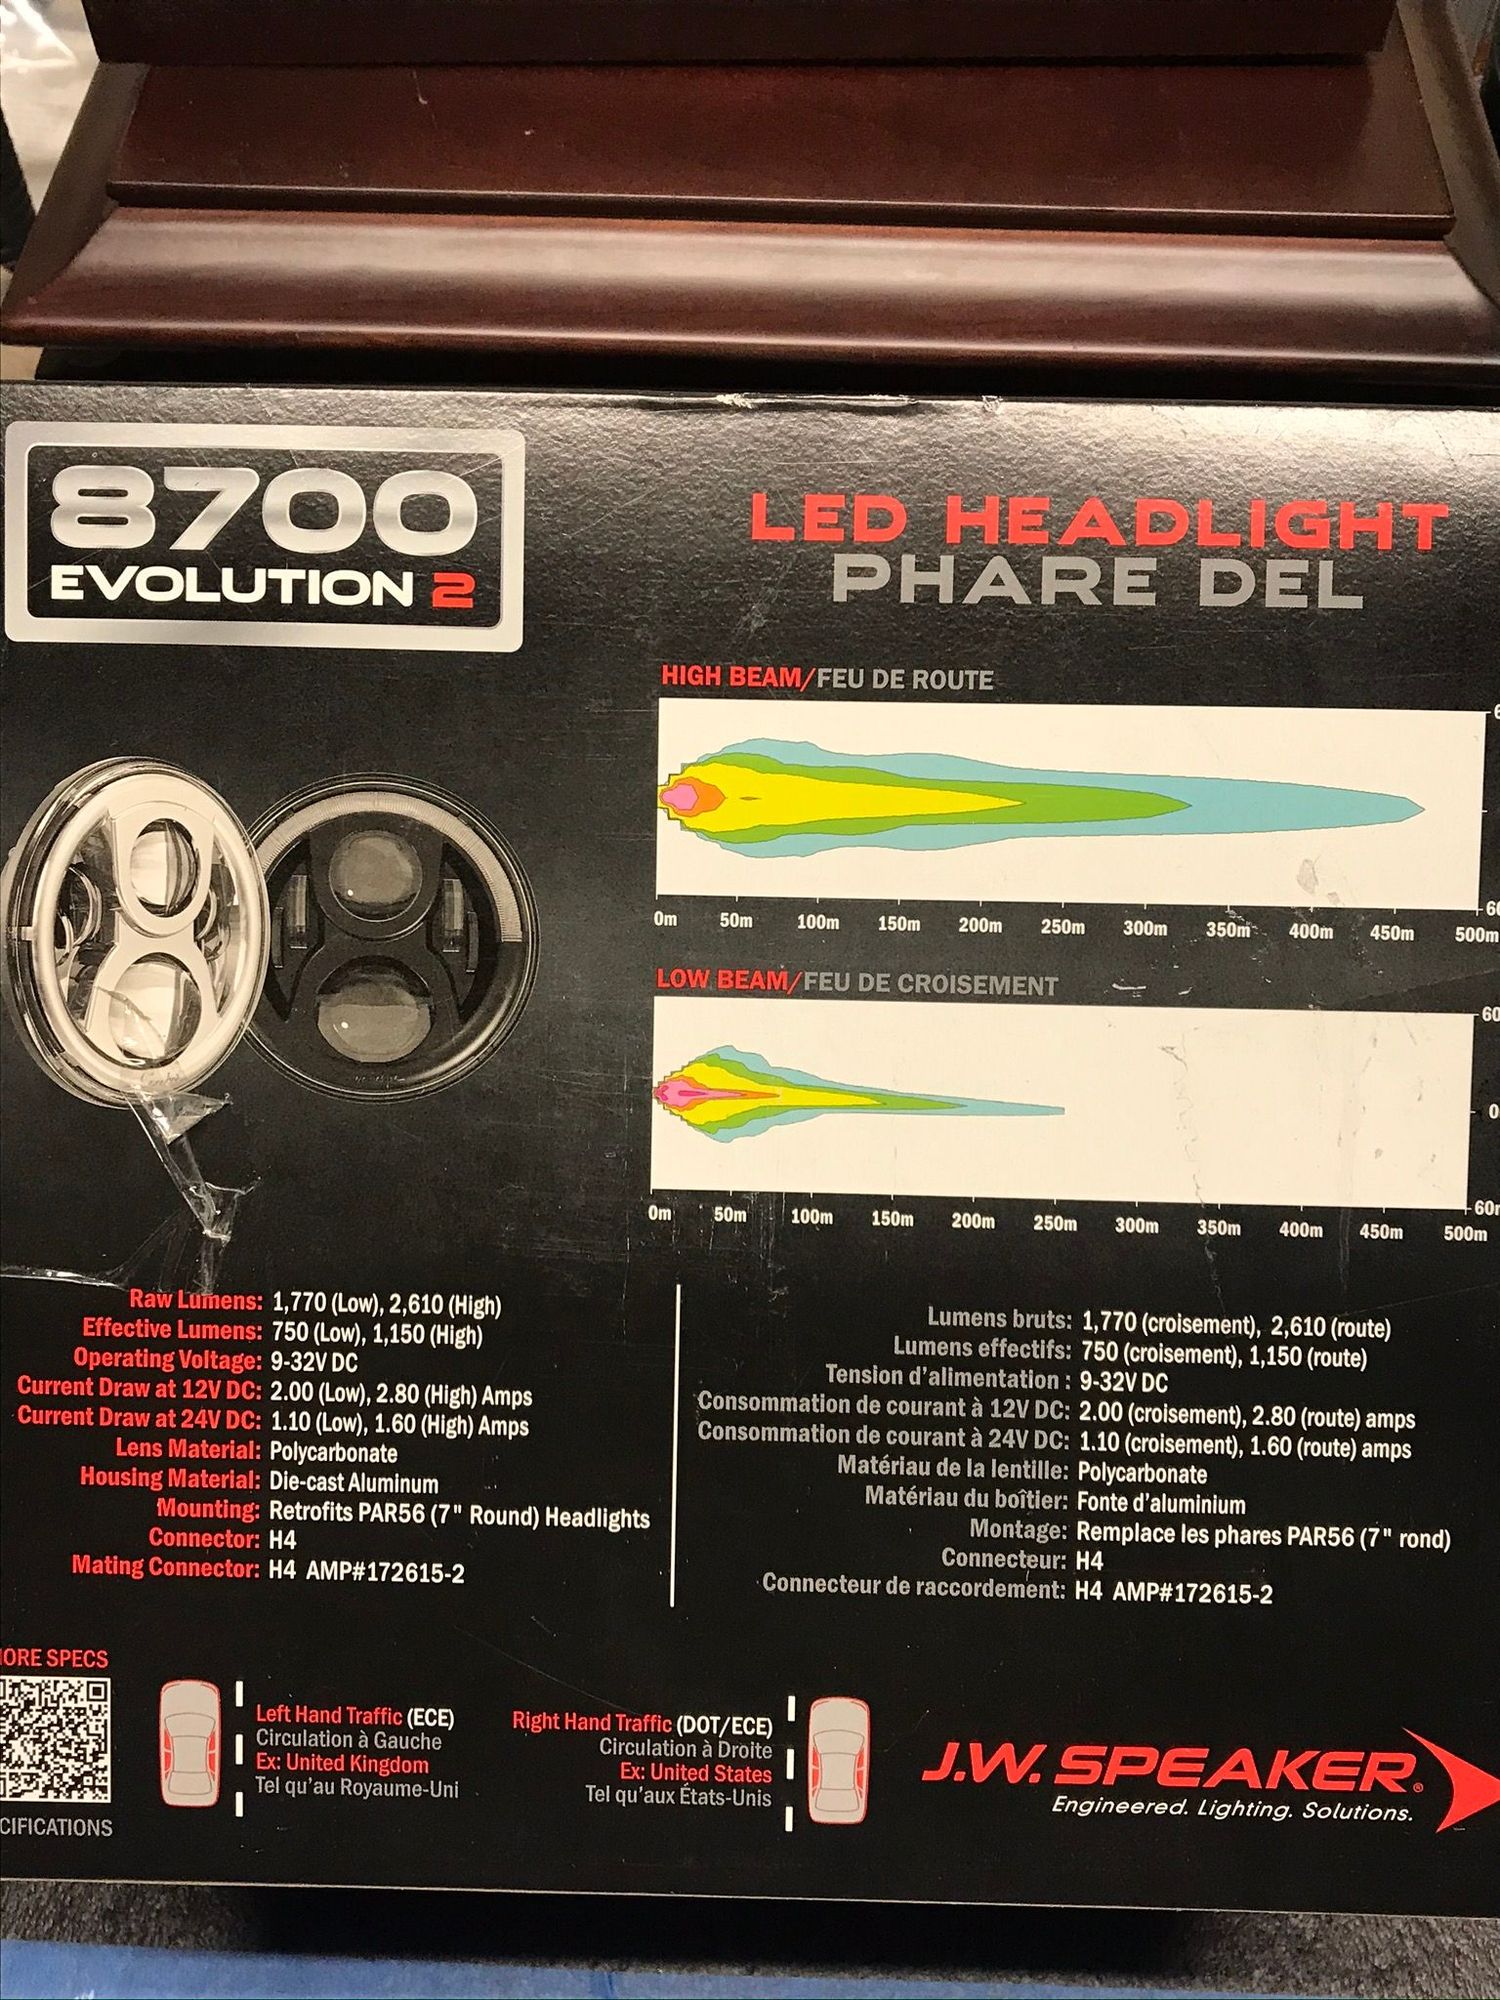 8700
EVOLUTION 2
LED HEADLIGHT
PHARE DEL
HIGH BEAM/FEU DE ROUTE
0m 50m 100m 150m 200m 250m 300m 350m 400m 450m 500m
LOW BEAM/FEU DE CROISEMENT
60
0
0m 50m 100m 150m 200m 250m 300m 350m 400m 450m 500m
Raw Lumens: 1,770 (Low), 2,610 (High)
Effective Lumens: 750 (Low), 1,150 (High)
Operating Voltage: 9-32V DC
Current Draw at 12V DC: 2.00 (Low), 2.80 (High) Amps
Current Draw at 24V DC: 1.10 (Low), 1.60 (High) Amps
Lens Material: Polycarbonate
Housing Material: Die-cast Aluminum
Mounting: Retrofits PAR56 (7" Round) Headlights
Connector: H4
Mating Connector: H4 AMP#172615-2
Lumens bruts: 1,770 (croisement), 2,610 (route)
Lumens effectifs: 750 (croisement), 1,150 (route)
Tension d'alimentation : 9-32V DC
Consommation de courant à 12V DC: 2.00 (croisement), 2.80 (route) amps
Consommation de courant à 24V DC: 1.10 (croisement), 1.60 (route) amps
Matériau de la lentille: Polycarbonate
Matériau du boîtier: Fonte d'aluminium
Montage: Remplace les phares PAR56 (7" rond)
Connecteur: H4
Connecteur de raccordement: H4 AMP#172615-2
ORE SPECS
CIFICATIONS
Left Hand Traffic (ECE)
Circulation à Gauche
Ex: United Kingdom
Tel qu'au Royaume-Uni
Right Hand Traffic (DOT/ECE)
Circulation à Droite
Ex: United States
Tel qu'aux États-Unis
J.W. SPEAKER®
Engineered. Lighting. Solutions.